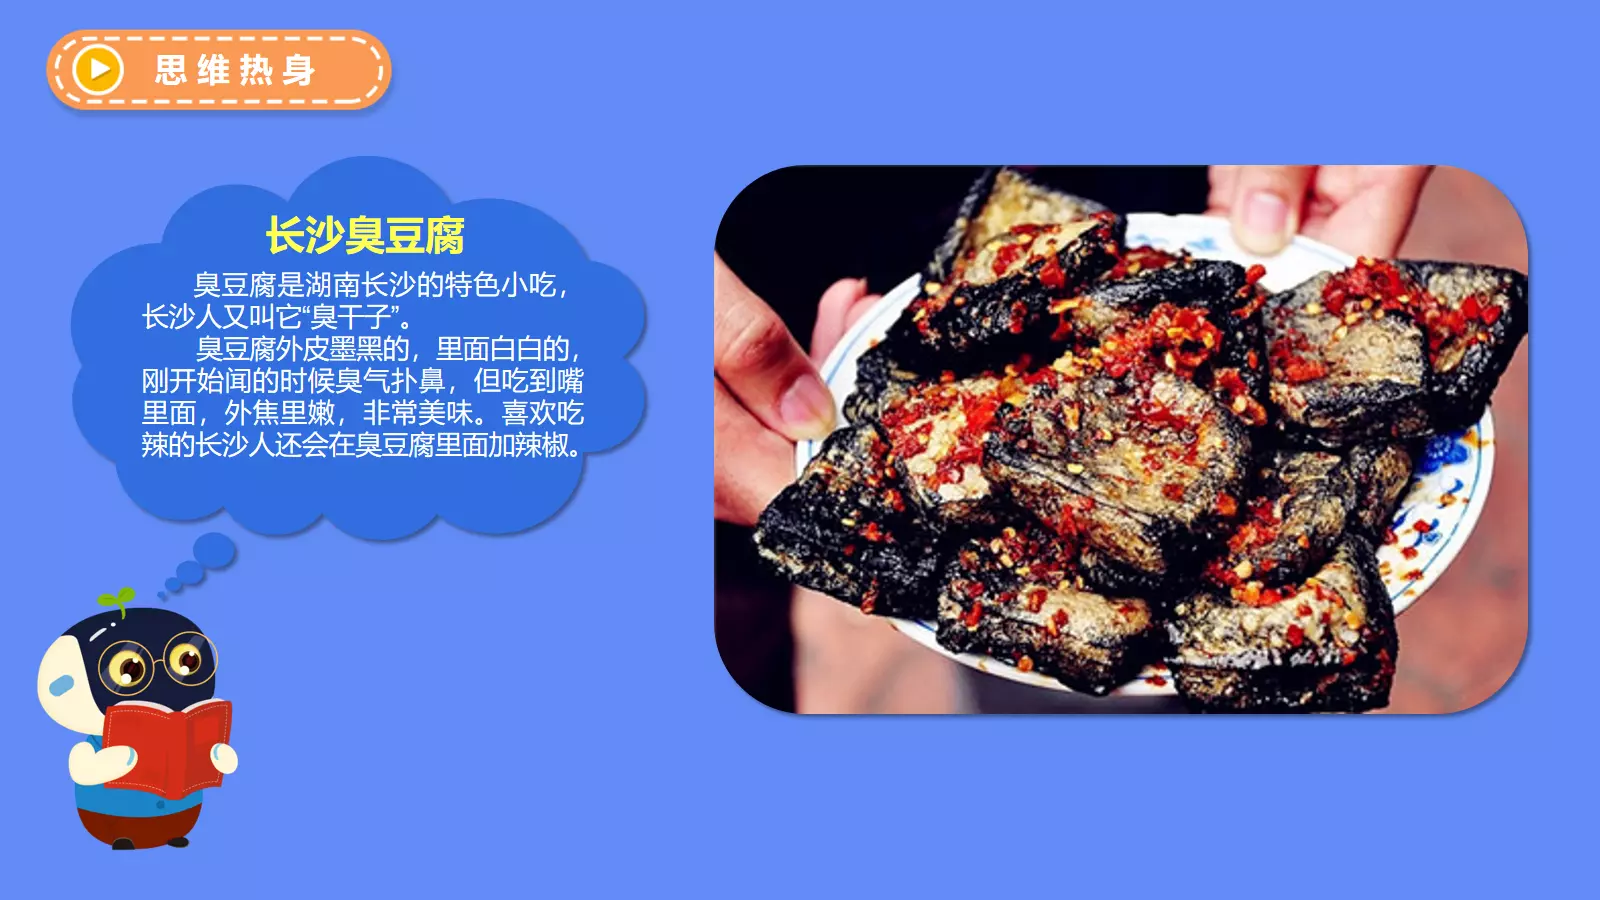 思维热身
长沙臭豆腐
臭豆腐是湖南长沙的特色小吃，
长沙人又叫它“臭干子”。
臭豆腐外皮墨黑的，里面白白的，
刚开始闻的时候臭气扑鼻，但吃到嘴
里面，外焦里嫩，非常美味。喜欢吃
辣的长沙人还会在臭豆腐里面加辣椒。